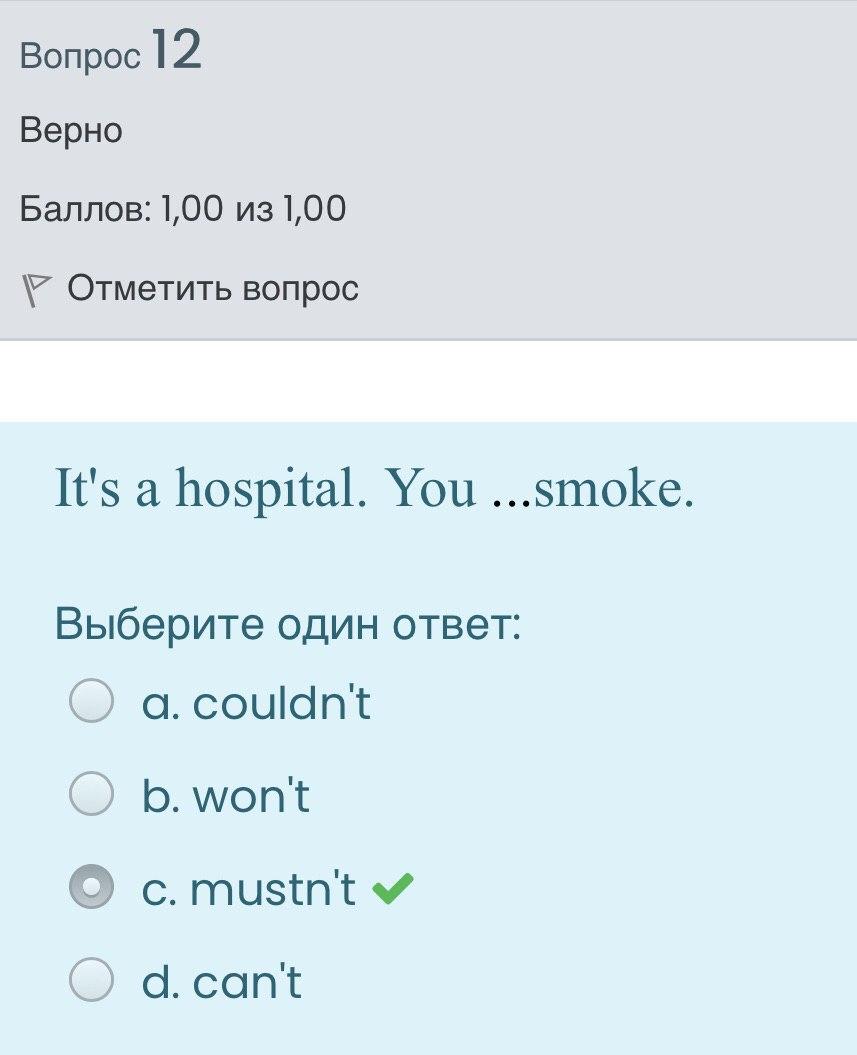 Вопрос 12
Верно
Баллов: 1,00 из 1,00
Отметить вопрос
It's a hospital. You ...smoke.
Выберите один ответ:
a. couldn't
b. won't
c. mustn't
d. can't